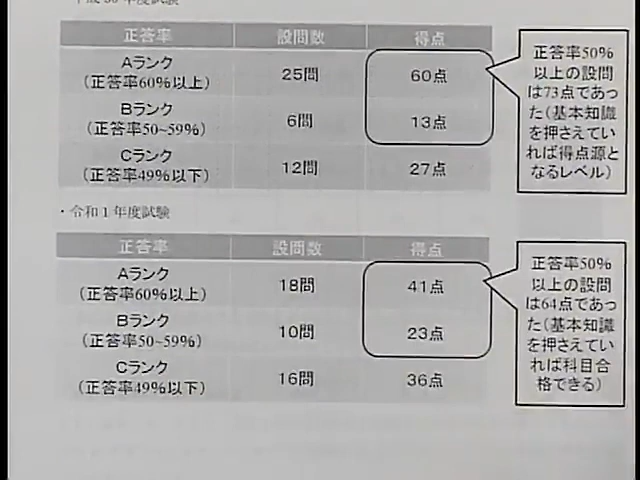 平成30年度試験
正答率 設問数 得点
Aランク
(正答率60%以上) 25問 60点
Bランク
(正答率50~59%) 6問 13点
Cランク
(正答率49%以下) 12問 27点
正答率50%
以上の設問
は73点であっ
た(基本知識
を押さえてい
れば得点源と
なるレベル)
・令和1年度試験
正答率 設問数 得点
Aランク
(正答率60%以上) 18問 41点
Bランク
(正答率50~59%) 10問 23点
Cランク
(正答率49%以下) 16問 36点
正答率50%
以上の設問
は64点であっ
た(基本知識
を押さえてい
れば科目合
格できる)